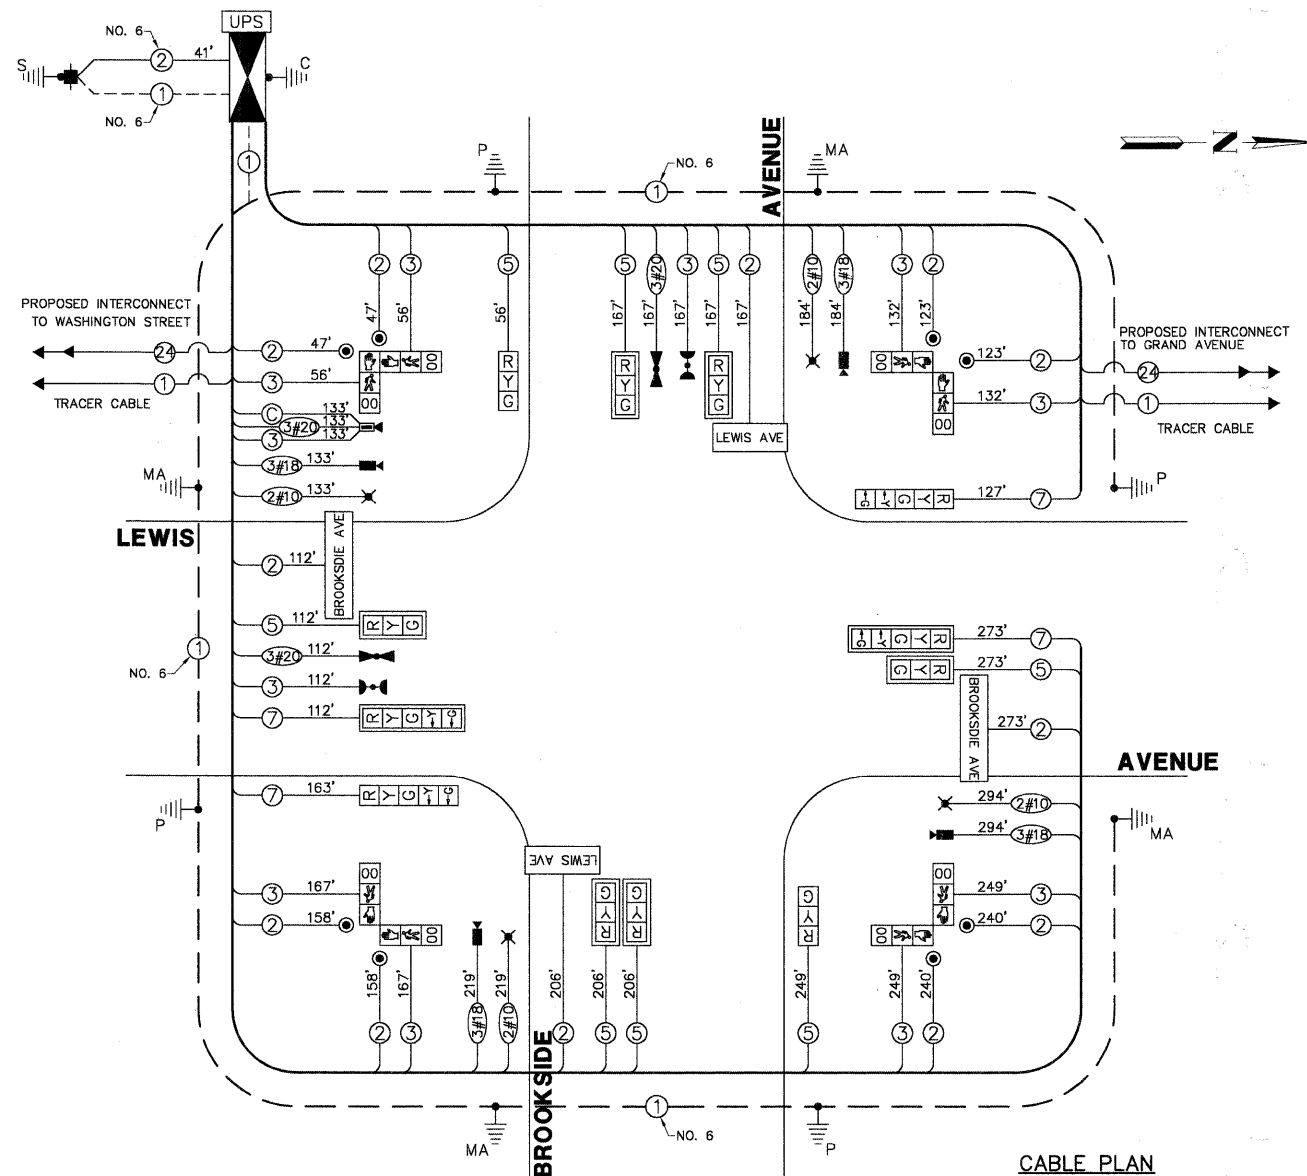 UPS
NO. 6
2
41'
S
C
1
NO. 6
1
P
NO. 6
1
MA
AVENUE
N
2
3
5
5
3#20
3
5
2
2#10
3#18
3
2
47'
56'
56'
167'
167'
167'
167'
167'
184'
184'
132'
123'
PROPOSED INTERCONNECT
TO WASHINGTON STREET
24
1
TRACER CABLE
2
47'
3
56'
00
00
R
Y
G
R
Y
G
R
Y
G
LEWIS AVE
00
00
123'
2
132'
3
PROPOSED INTERCONNECT
TO GRAND AVENUE
24
1
TRACER CABLE
C
133'
3#20
133'
3
133'
3#18
133'
2#10
133'
MA
R Y G Y G
127'
7
P
LEWIS
2
112'
BROOKSDIE AVE
5
112'
R Y G
3#20
112'
3
112'
7
112'
R Y G Y G
1
NO. 6
R Y G Y G
273'
7
R Y G
273'
5
BROOKSDIE AVE
273'
2
AVENUE
7
163'
R Y G Y G
P
294'
2#10
294'
3#18
MA
LEWIS AVE
3
167'
2
158'
00
00
R
Y
G
R
Y
G
R
Y
G
00
00
249'
3
240'
2
158'
167'
219'
219'
206'
206'
206'
249'
249'
240'
2
3
3#18
2#10
2
5
5
5
3
2
BROOKSIDE
MA
1
NO. 6
P
CABLE PLAN